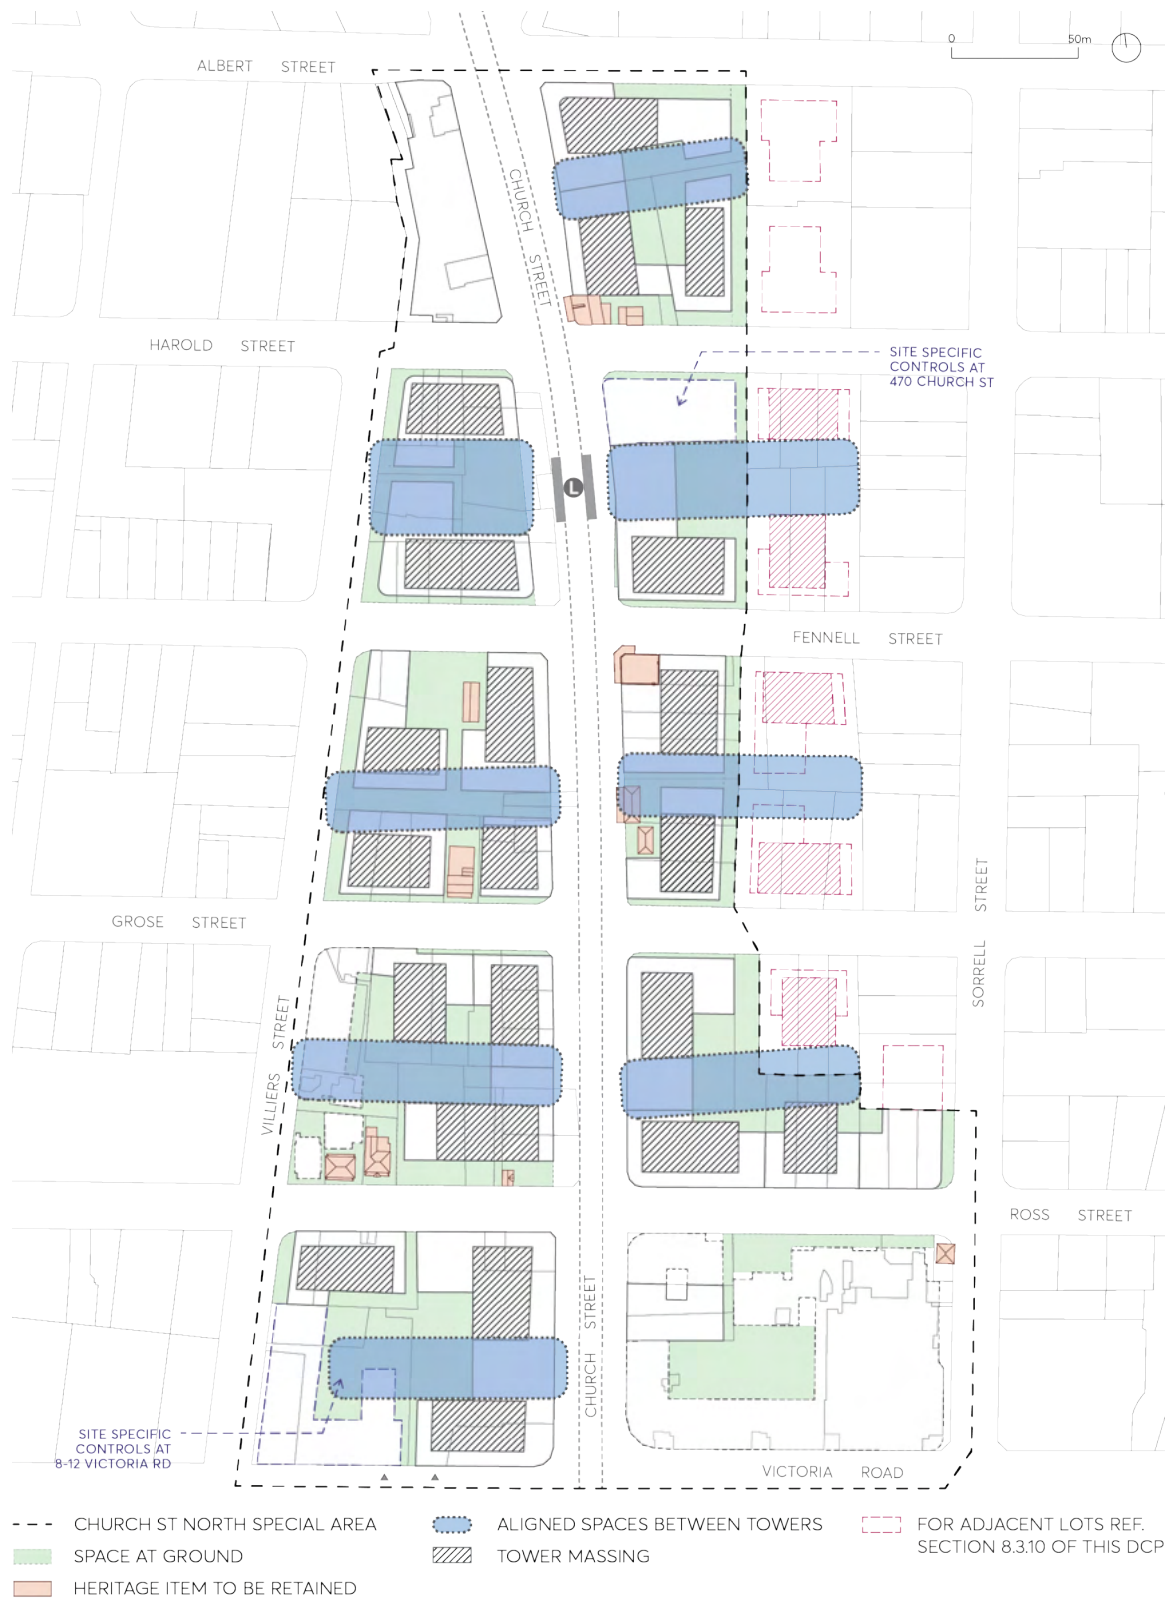 0 50m
ALBERT STREET
CHURCH STREET
HAROLD STREET
SITE SPECIFIC
CONTROLS AT
470 CHURCH ST
L
FENNELL STREET
GROSE STREET
SORRELL STREET
VILLIERS STREET
ROSS STREET
CHURCH STREET
SITE SPECIFIC
CONTROLS AT
8-12 VICTORIA RD
VICTORIA ROAD
CHURCH ST NORTH SPECIAL AREA
ALIGNED SPACES BETWEEN TOWERS
FOR ADJACENT LOTS REF.
SECTION 8.3.10 OF THIS DCP
SPACE AT GROUND
TOWER MASSING
HERITAGE ITEM TO BE RETAINED